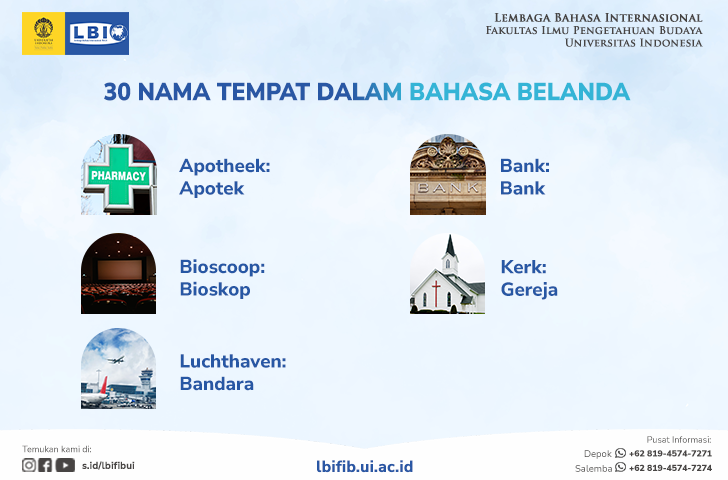 LBI
LEMBAGA BAHASA INTERNASIONAL
FAKULTAS ILMU PENGETAHUAN BUDAYA
UNIVERSITAS INDONESIA
30 NAMA TEMPAT DALAM BAHASA BELANDA
PHARMACY
Apotheek:
Apotek
BANK
Bank:
Bank
Bioscoop:
Bioskop
Kerk:
Gereja
Luchthaven:
Bandara
Temukan kami di:
s.id/lbifibui
lbifib.ui.ac.id
Pusat Informasi:
Depok +62 819-4574-7271
Salemba +62 819-4574-7274